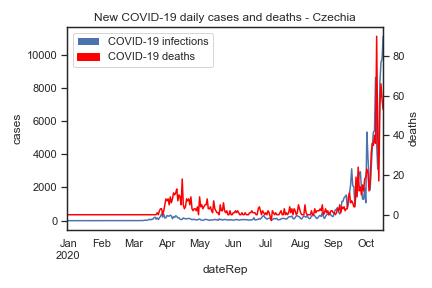 New COVID-19 daily cases and deaths - Czechia
COVID-19 infections
COVID-19 deaths
10000
8000
6000
4000
2000
0
cases
80
60
40
20
0
deaths
Jan Feb Mar Apr May Jun Jul Aug Sep Oct
2020
dateRep